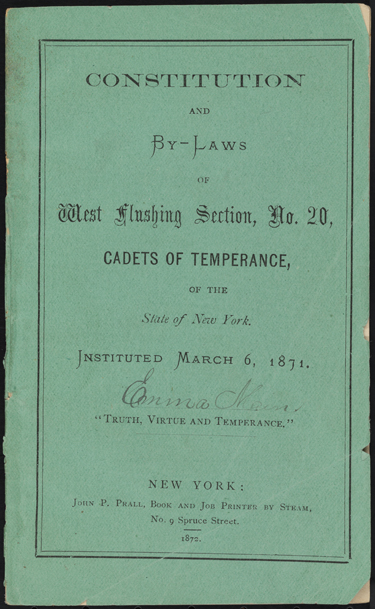 CONSTITUTION
AND
BY-LAWS
OF
West Flushing Section, No. 20,
CADETS OF TEMPERANCE,
OF THE
State of New York.
INSTITUTED MARCH 6, 1871.
Emma
"TRUTH, VIRTUE AND TEMPERANCE."
NEW YORK:
JOHN P. PRALL, BOOK AND JOB PRINTER BY STEAM,
No. 9 Spruce Street.
1872.